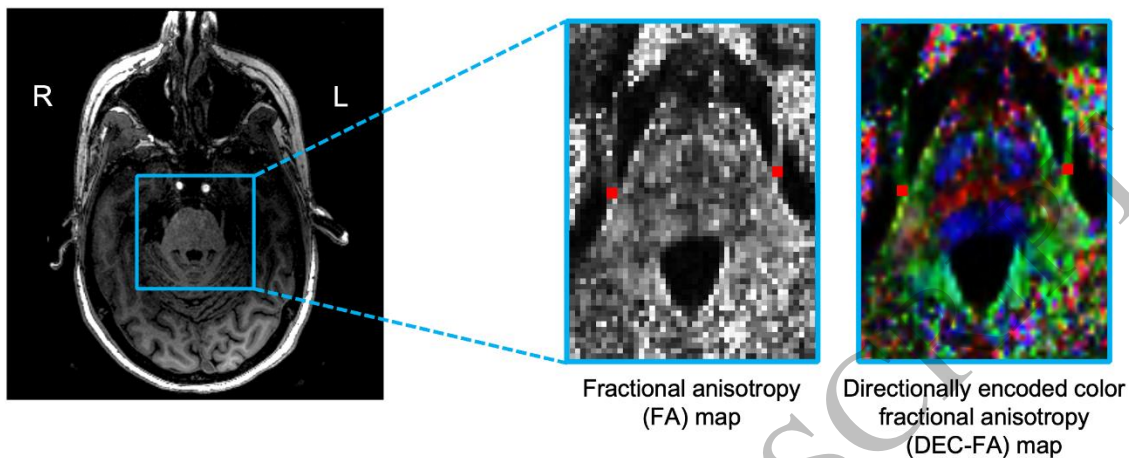 R
L
Fractional anisotropy
(FA) map
Directionally encoded color
fractional anisotropy
(DEC-FA) map